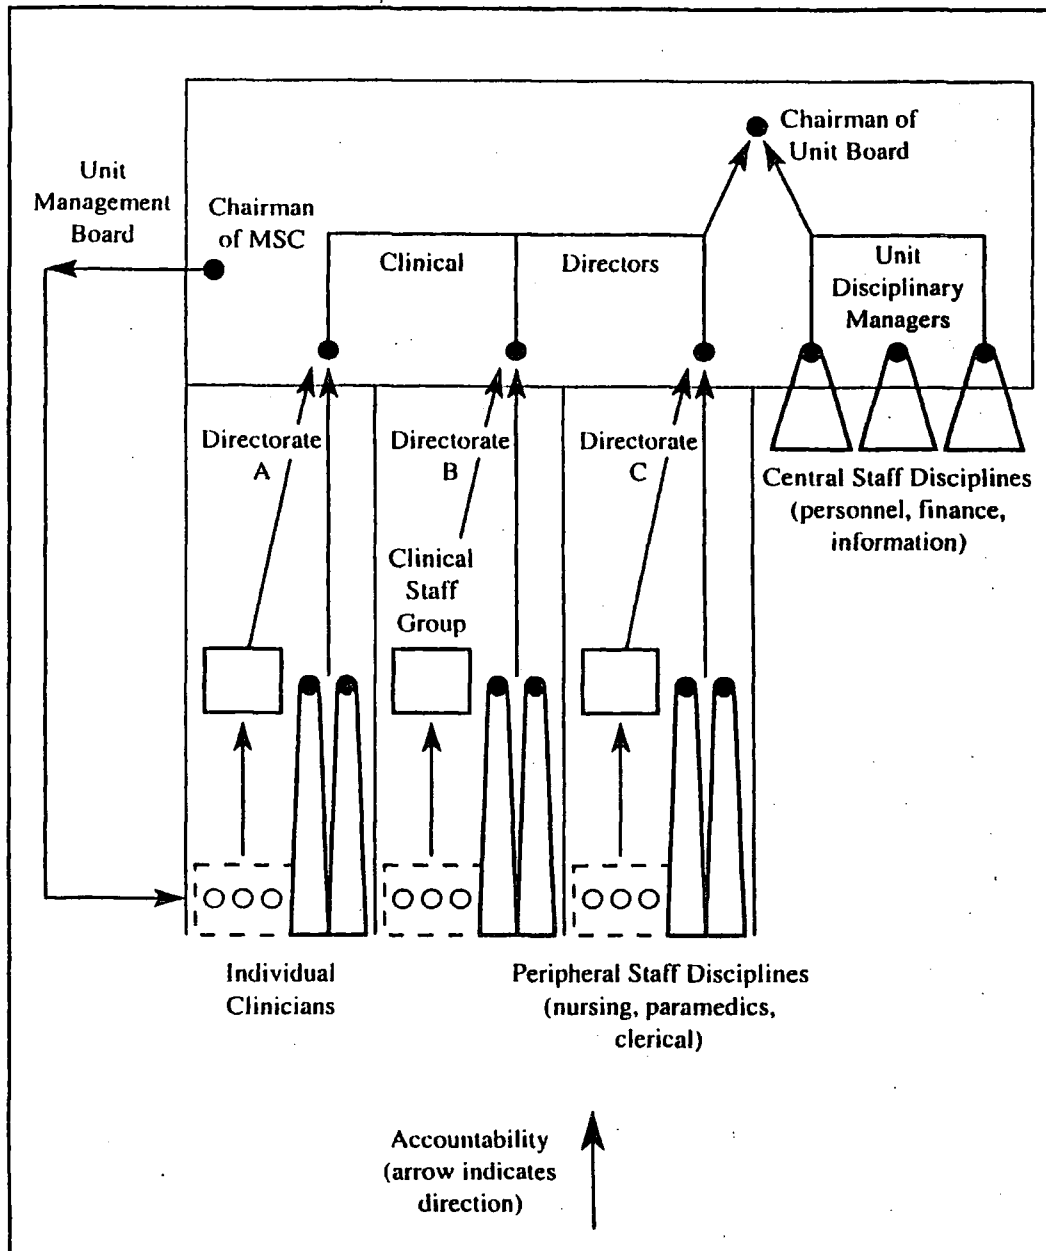 Chairman of
Unit Board
Unit
Management
Board
Chairman
of MSC
Clinical
Directors
Unit
Disciplinary
Managers
Directorate
A
Directorate
B
Directorate
C
Central Staff Disciplines
(personnel, finance,
information)
Clinical
Staff
Group
Individual
Clinicians
Peripheral Staff Disciplines
(nursing, paramedics,
clerical)
Accountability
(arrow indicates
direction)